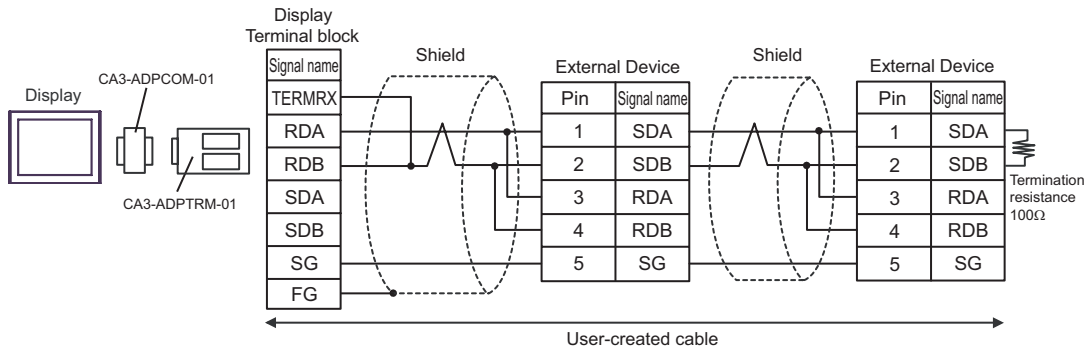 Display
Terminal block
Signal name
TERMRX
RDA
RDB
SDA
SDB
SG
FG
Display
CA3-ADPCOM-01
CA3-ADPTRM-01
Shield
External Device
Pin Signal name
1 SDA
2 SDB
3 RDA
4 RDB
5 SG
Shield
External Device
Pin Signal name
1 SDA
2 SDB
3 RDA
4 RDB
5 SG
Termination
resistance
100Ω
User-created cable